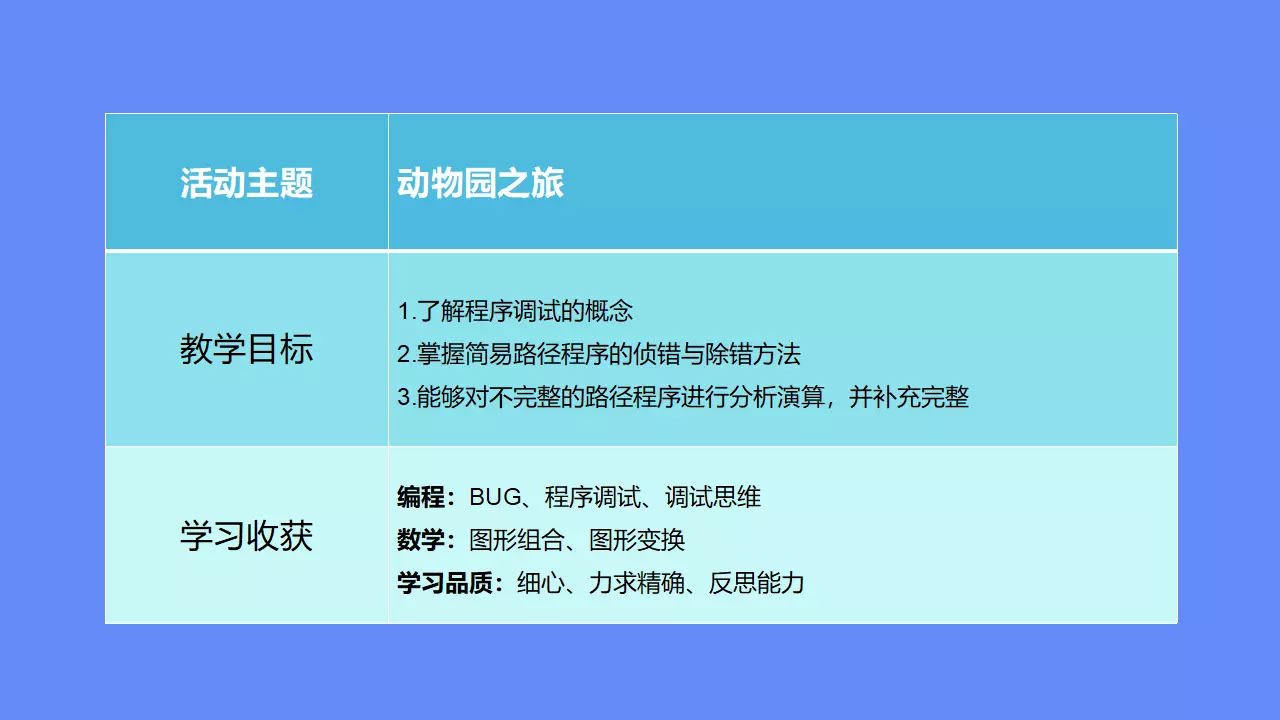 活动主题
动物园之旅
教学目标
1.了解程序调试的概念
2.掌握简易路径程序的侦错与除错方法
3.能够对不完整的路径程序进行分析演算，并补充完整
学习收获
编程：BUG、程序调试、调试思维
数学：图形组合、图形变换
学习品质：细心、力求精确、反思能力